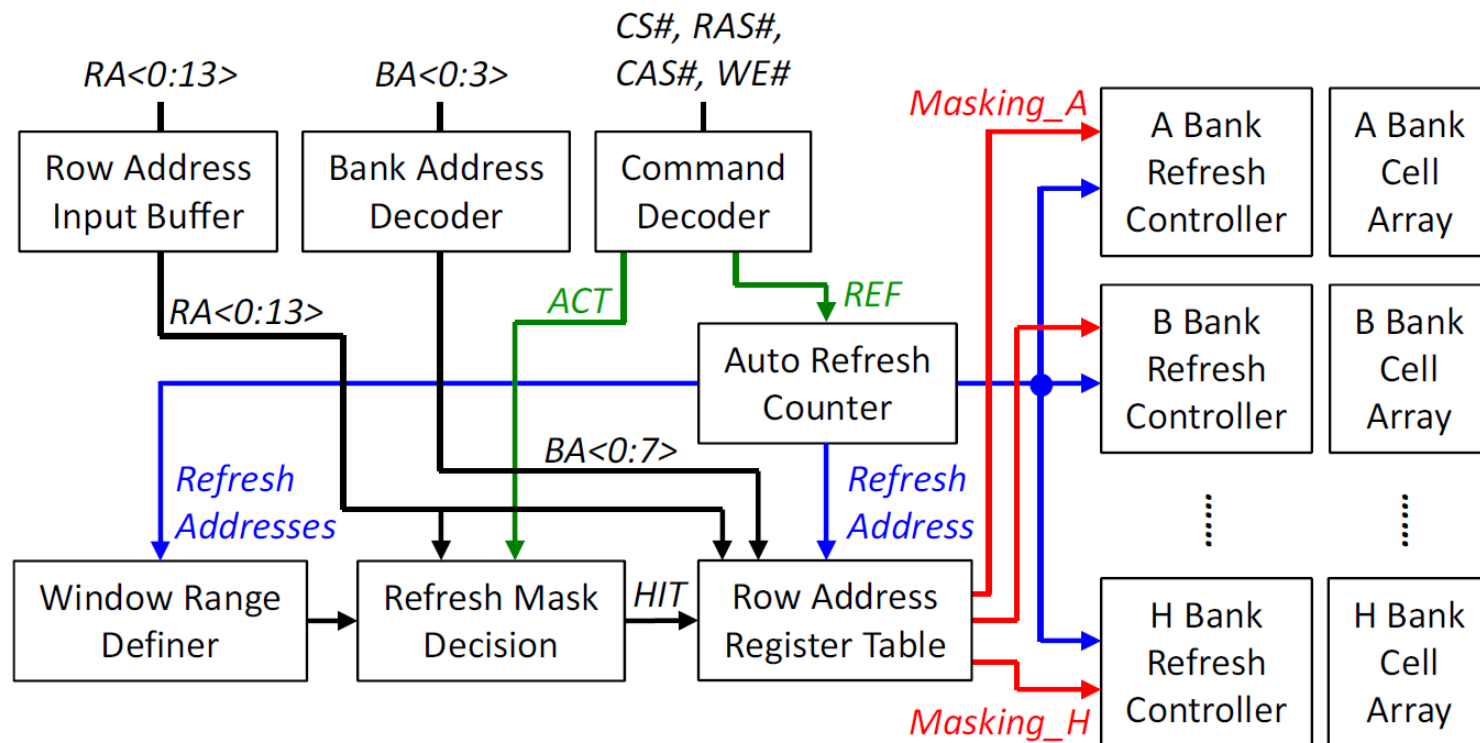 CS#, RAS#,
CAS#, WE#
RA<0:13>
BA<0:3>
Masking_A
Row Address
Input Buffer
Bank Address
Decoder
Command
Decoder
A Bank
Refresh
Controller
A Bank
Cell
Array
RA<0:13>
ACT
REF
Auto Refresh
Counter
B Bank
Refresh
Controller
B Bank
Cell
Array
BA<0:7>
Refresh
Addresses
Refresh
Address
Window Range
Definer
Refresh Mask
Decision
HIT
Row Address
Register Table
Masking_H
H Bank
Refresh
Controller
H Bank
Cell
Array